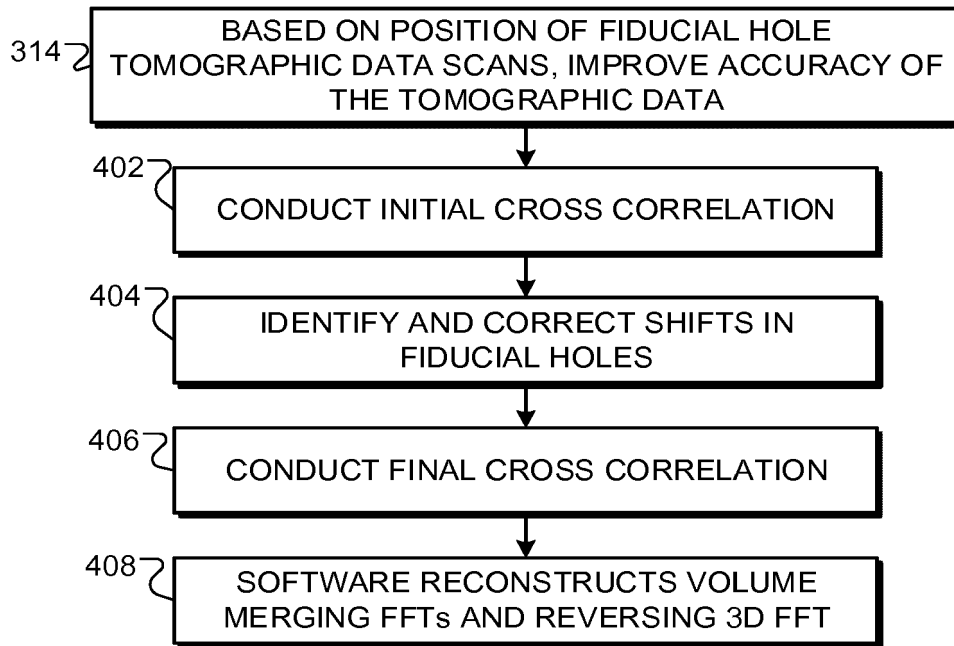 314
BASED ON POSITION OF FIDUCIAL HOLE
TOMOGRAPHIC DATA SCANS, IMPROVE ACCURACY OF
THE TOMOGRAPHIC DATA
402
CONDUCT INITIAL CROSS CORRELATION
404
IDENTIFY AND CORRECT SHIFTS IN
FIDUCIAL HOLES
406
CONDUCT FINAL CROSS CORRELATION
408
SOFTWARE RECONSTRUCTS VOLUME
MERGING FFTs AND REVERSING 3D FFT